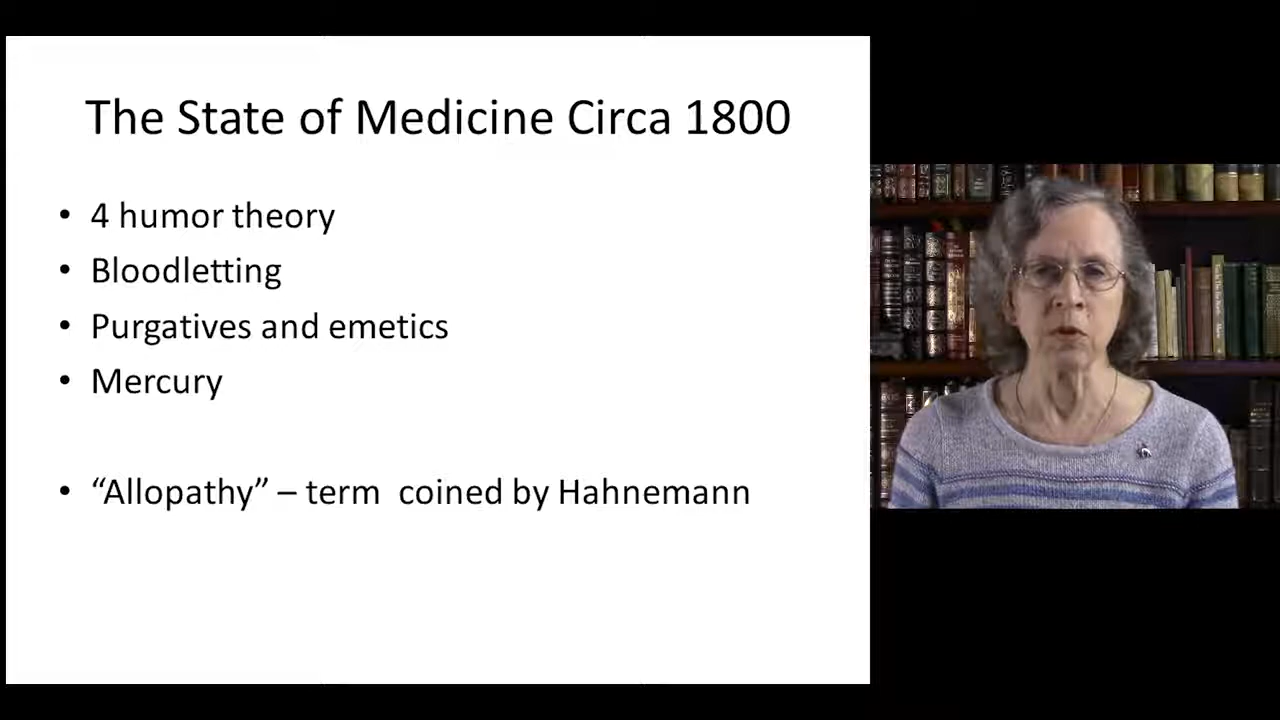 The State of Medicine Circa 1800
• 4 humor theory
• Bloodletting
• Purgatives and emetics
• Mercury
• “Allopathy” – term  coined by Hahnemann